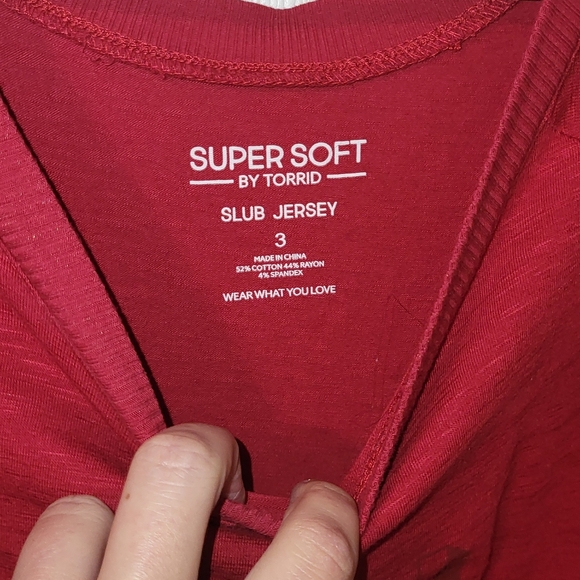 SUPER SOFT
BY TORRID
SLUB JERSEY
3
MADE IN CHINA
52% COTTON 44% RAYON
4% SPANDEX
WEAR WHAT YOU LOVE